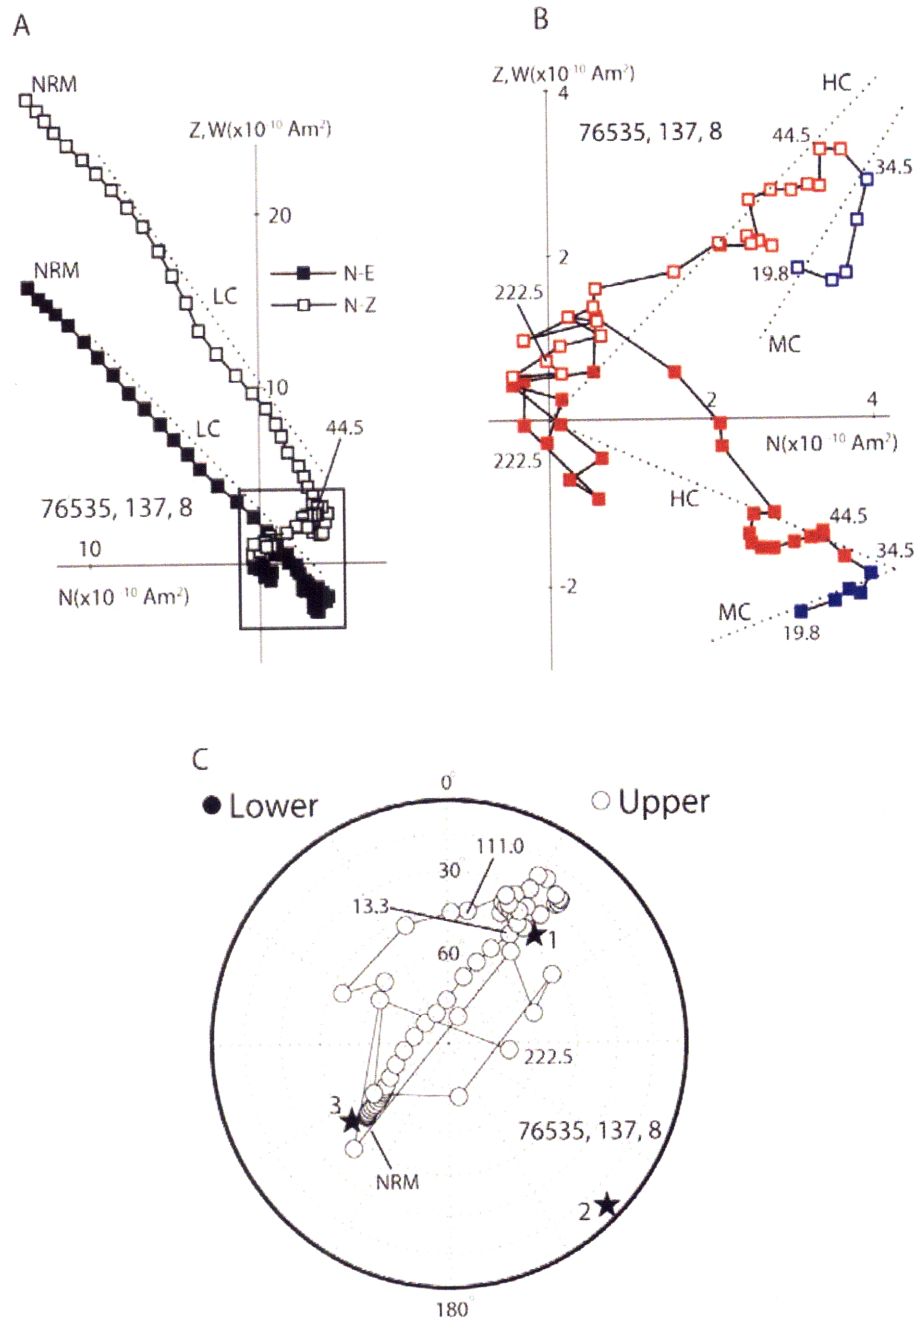 A
NRM
Z,W(x10⁻¹⁰ Am²)
20
NRM
N-E
N-Z
LC
10
LC
44.5
76535, 137, 8
10
N(x10⁻¹⁰ Am²)
B
Z,W(x10⁻¹⁰ Am²)
4
HC
76535, 137, 8
44.5
34.5
2
19.8
222.5
MC
2
4
N(x10⁻¹⁰ Am²)
222.5
HC
44.5
34.5
-2
MC
19.8
C
Lower
0°
Upper
111.0
30°
13.3
1
60
222.5
3
76535, 137, 8
NRM
2
180°